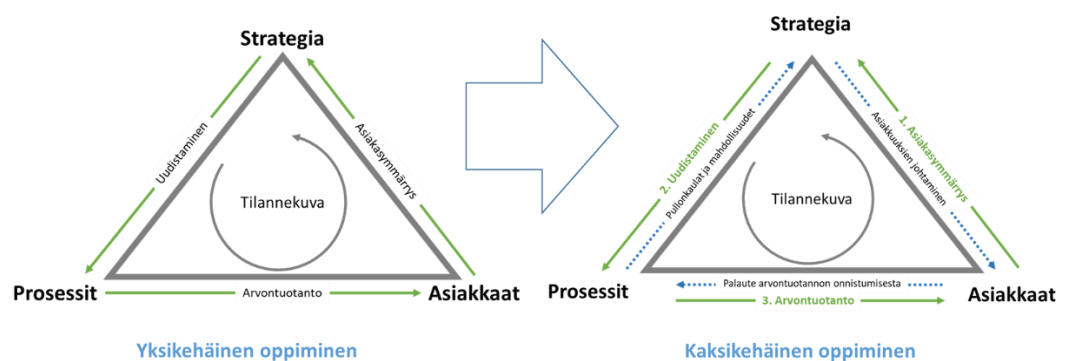 Strategia
Uudistaminen
Asiakasymmärrys
Tilannekuva
Prosessit
Arvontuotanto
Asiakkaat
Yksikehäinen oppiminen
Strategia
2. Uudistaminen
Pullonkaulat ja mahdollisuudet
Asiakkuuksien johtaminen
1. Asiakasymmärrys
Tilannekuva
Prosessit
Palaute arvontuotannon onnistumisesta
3. Arvontuotanto
Asiakkaat
Kaksikehäinen oppiminen